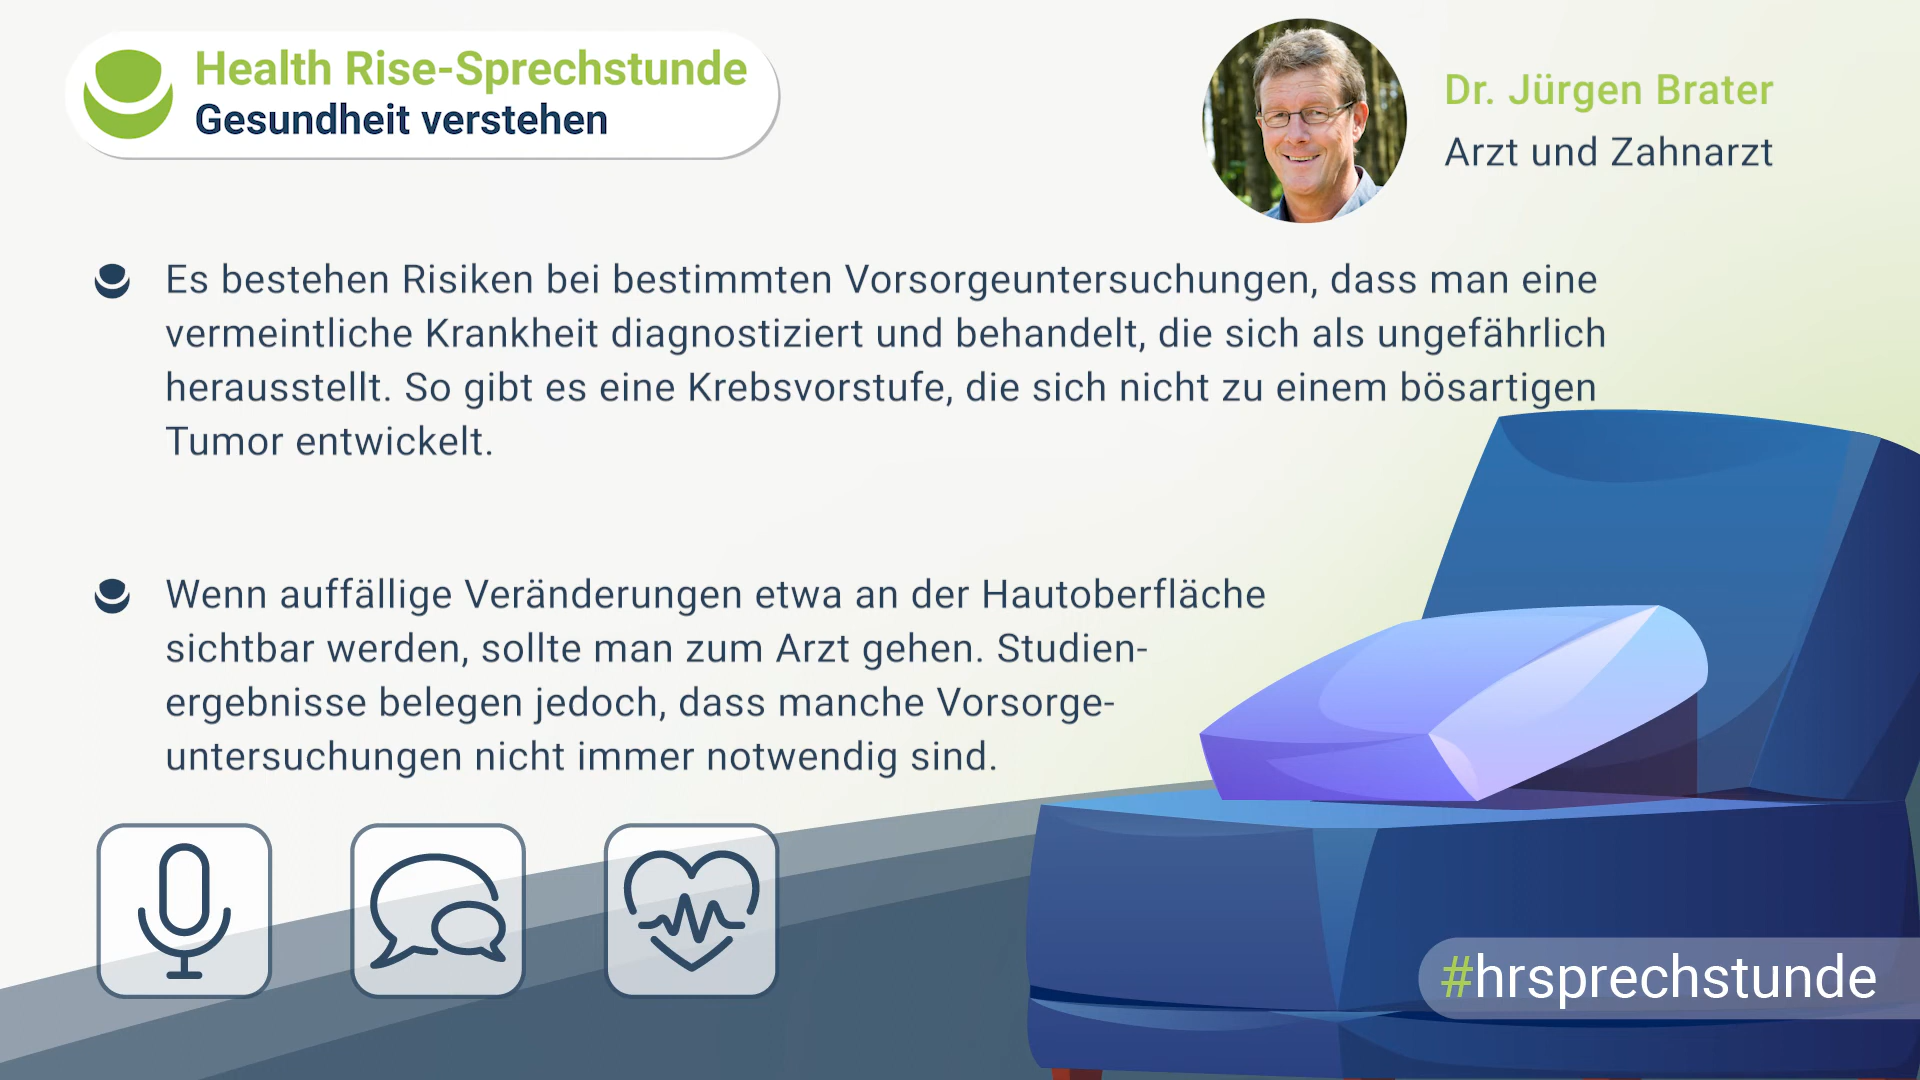 Health Rise-Sprechstunde
Gesundheit verstehen
Dr. Jürgen Brater
Arzt und Zahnarzt
Es bestehen Risiken bei bestimmten Vorsorgeuntersuchungen, dass man eine
vermeintliche Krankheit diagnostiziert und behandelt, die sich als ungefährlich
herausstellt. So gibt es eine Krebsvorstufe, die sich nicht zu einem bösartigen
Tumor entwickelt.
Wenn auffällige Veränderungen etwa an der Hautoberfläche
sichtbar werden, sollte man zum Arzt gehen. Studien-
ergebnisse belegen jedoch, dass manche Vorsorge-
untersuchungen nicht immer notwendig sind.
#hrsprechstunde